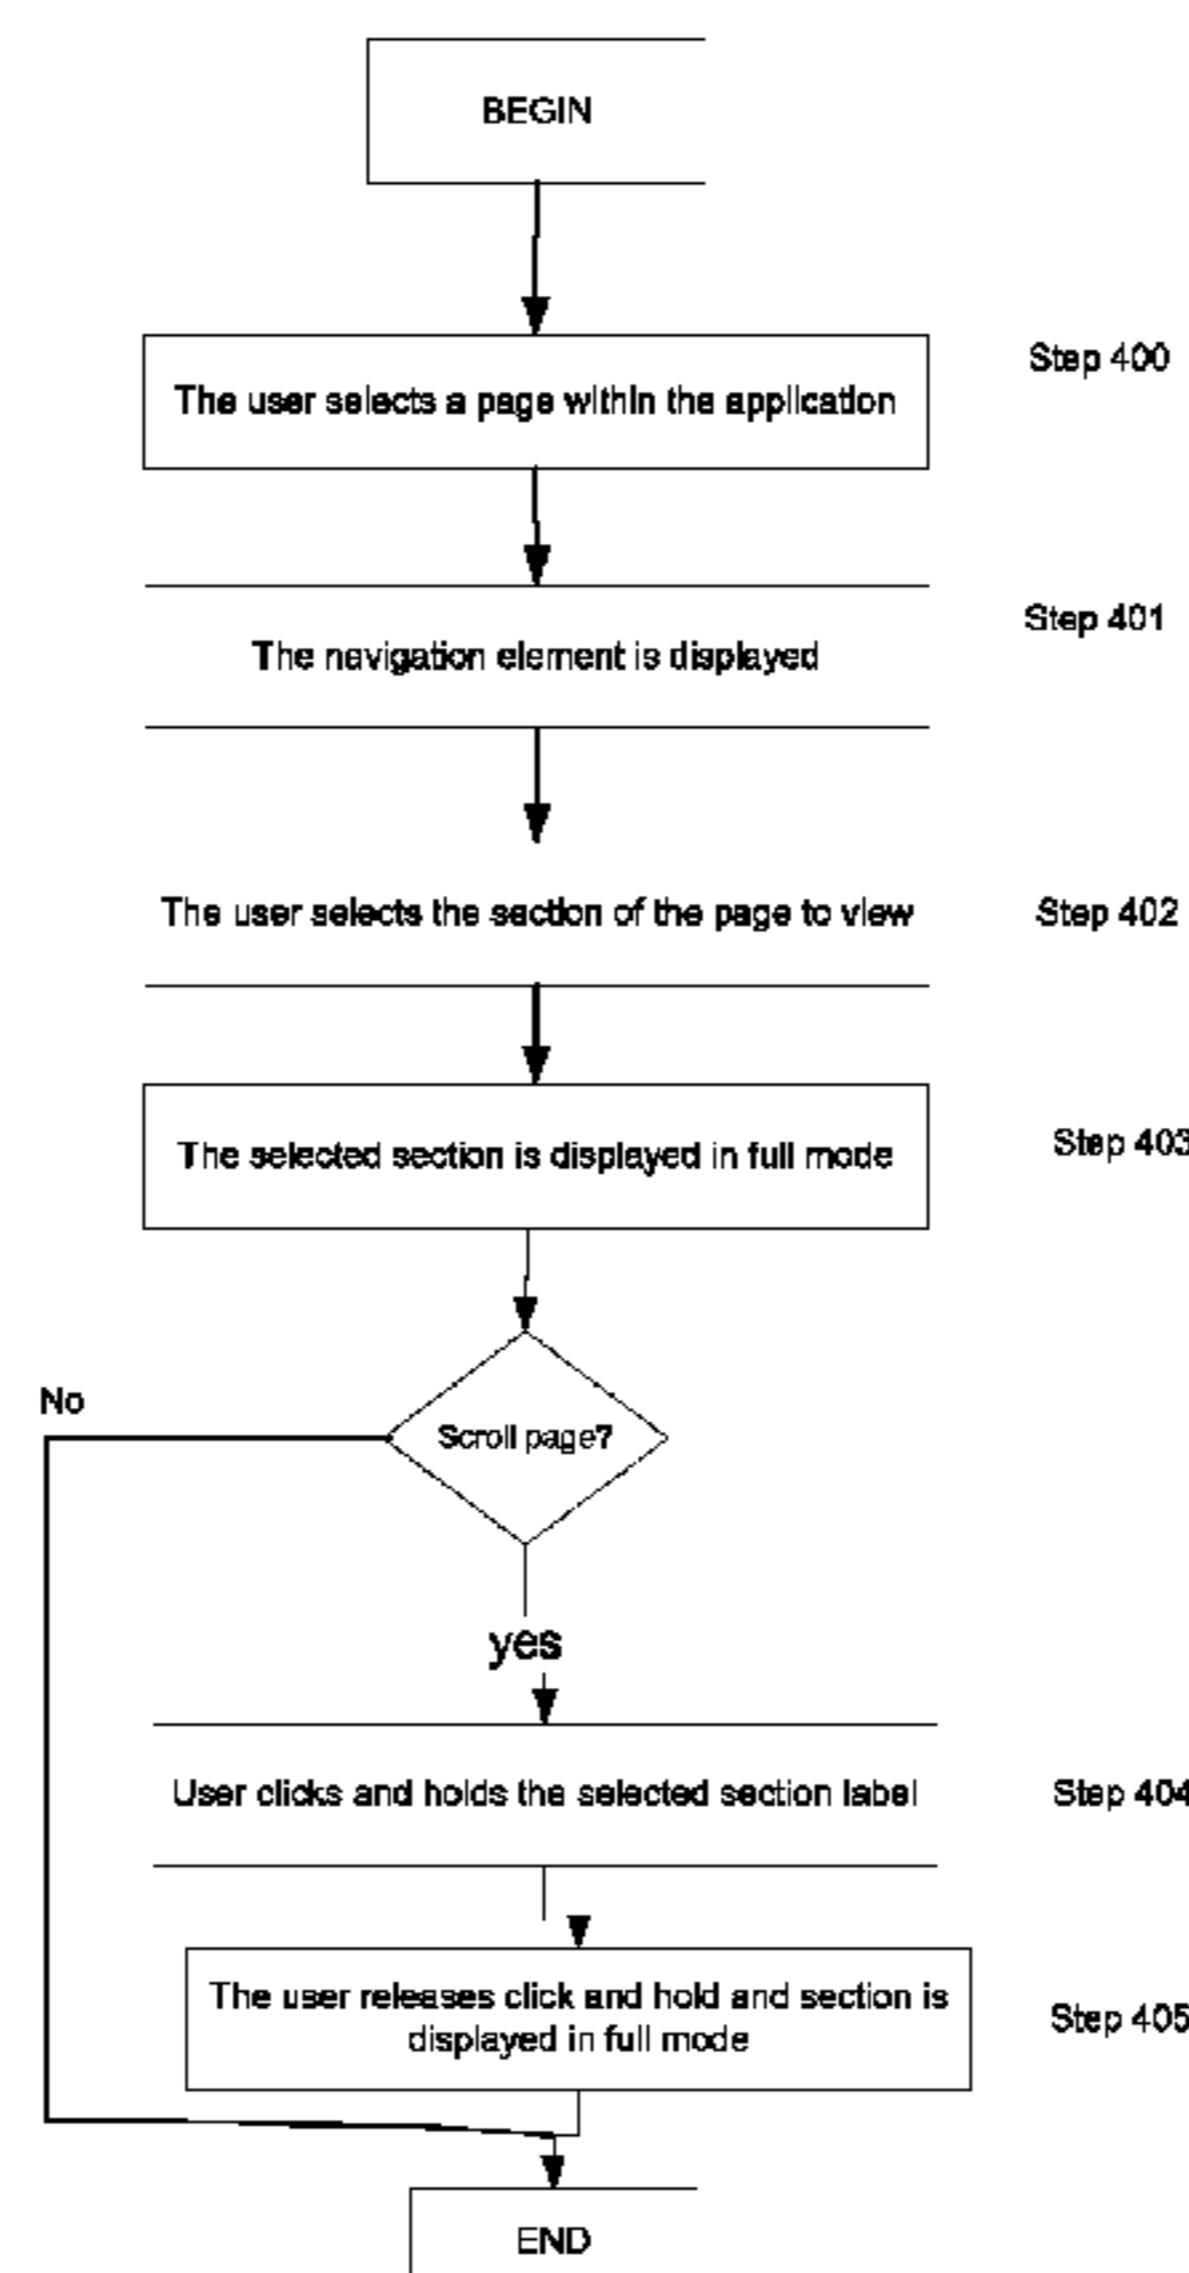 BEGIN
Step 400
The user selects a page within the application
Step 401
The navigation element is displayed
The user selects the section of the page to view
Step 402
The selected section is displayed in full mode
Step 403
No
Scroll page?
yes
User clicks and holds the selected section label
Step 404
The user releases click and hold and section is
displayed in full mode
Step 405
END